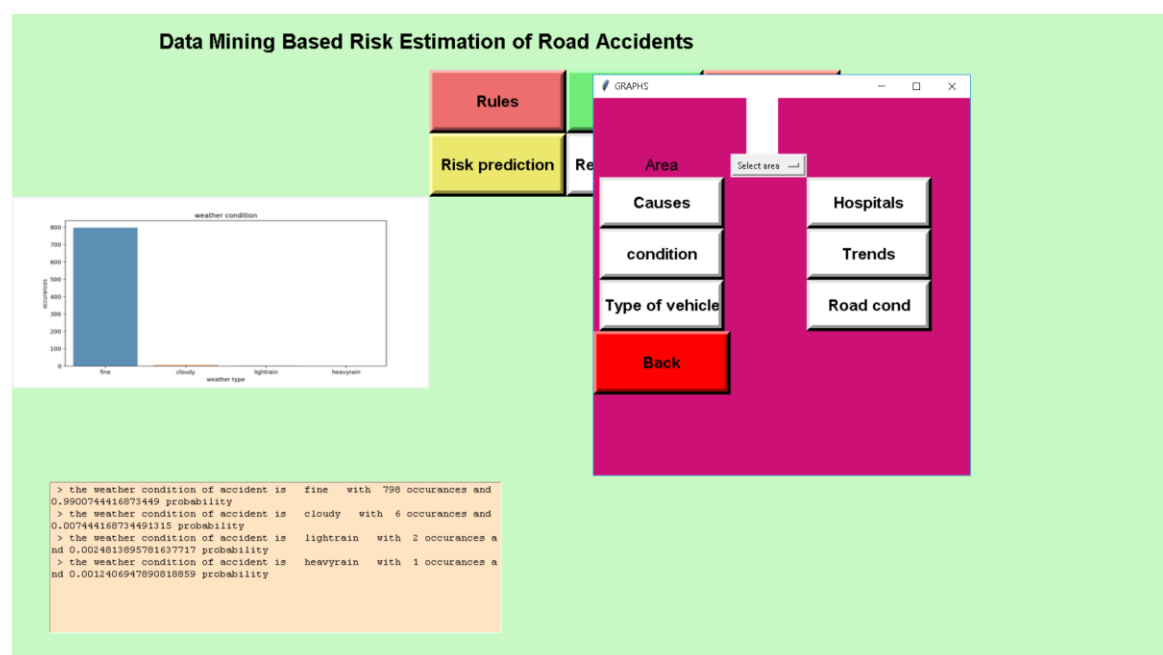 Data Mining Based Risk Estimation of Road Accidents
Rules
Risk prediction
Re
GRAPHS
Area
Select area
Causes
Hospitals
condition
Trends
Type of vehicle
Road cond
Back
weather condition
800
700
600
500
400
300
200
100
0
occurances
fine cloudy lightrain heavyrain
weather type
> the weather condition of accident is fine with 798 occurances and
0.9900744416873449 probability
> the weather condition of accident is cloudy with 6 occurances and
0.007444168734491315 probability
> the weather condition of accident is lightrain with 2 occurances a
nd 0.0024813895781637717 probability
> the weather condition of accident is heavyrain with 1 occurances a
nd 0.0012406947890818859 probability